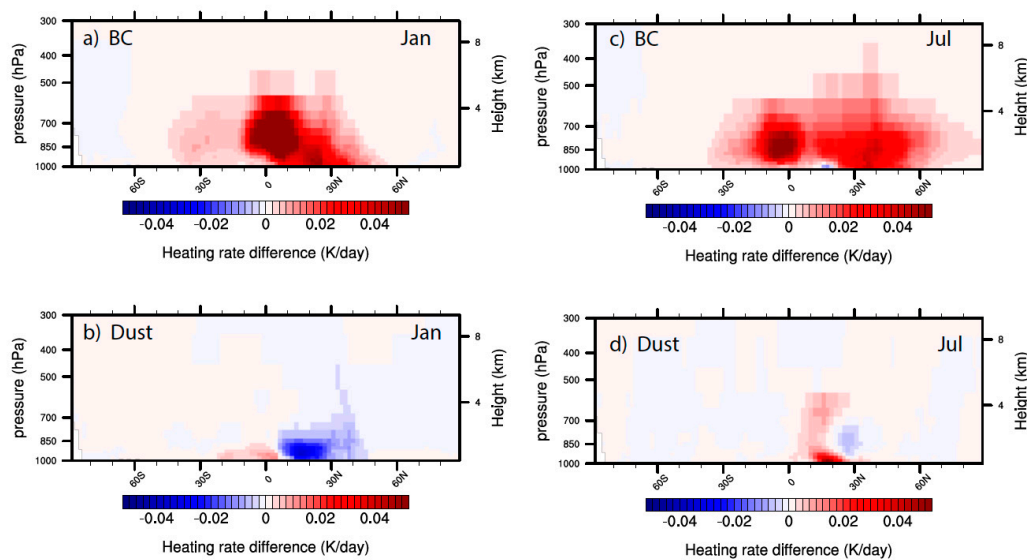 a) BC Jan
300
400
500
700
850
1000
pressure (hPa)
8
4
Height (km)
60S 30S 0 30N 60N
-0.04 -0.02 0 0.02 0.04
Heating rate difference (K/day)
c) BC Jul
300
400
500
700
850
1000
pressure (hPa)
8
4
Height (km)
60S 30S 0 30N 60N
-0.04 -0.02 0 0.02 0.04
Heating rate difference (K/day)
b) Dust Jan
300
400
500
700
850
1000
pressure (hPa)
8
4
Height (km)
60S 30S 0 30N 60N
-0.04 -0.02 0 0.02 0.04
Heating rate difference (K/day)
d) Dust Jul
300
400
500
700
850
1000
pressure (hPa)
8
4
Height (km)
60S 30S 0 30N 60N
-0.04 -0.02 0 0.02 0.04
Heating rate difference (K/day)